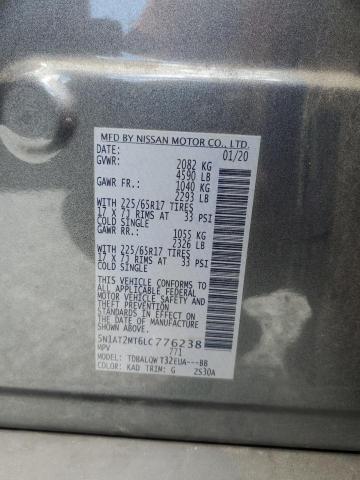 MFD BY NISSAN MOTOR CO., LTD.
DATE: 01/20
GVWR: 2082 KG
4590 LB
GAWR FR.: 1040 KG
2293 LB
WITH 225/65R17 TIRES
17 X 7J RIMS AT 33 PSI
COLD SINGLE
GAWR RR.: 1055 KG
2326 LB
WITH 225/65R17 TIRES
17 X 7J RIMS AT 33 PSI
COLD SINGLE
THIS VEHICLE CONFORMS TO
ALL APPLICABLE FEDERAL
MOTOR VEHICLE SAFETY
STANDARDS IN EFFECT ON THE
DATE OF MANUFACTURE SHOWN
ABOVE.
5N1AT2MT6LC776238
MPV 771
MODEL: TDBALQW T32EUA---BB
COLOR: KAD TRIM: G 2S30A